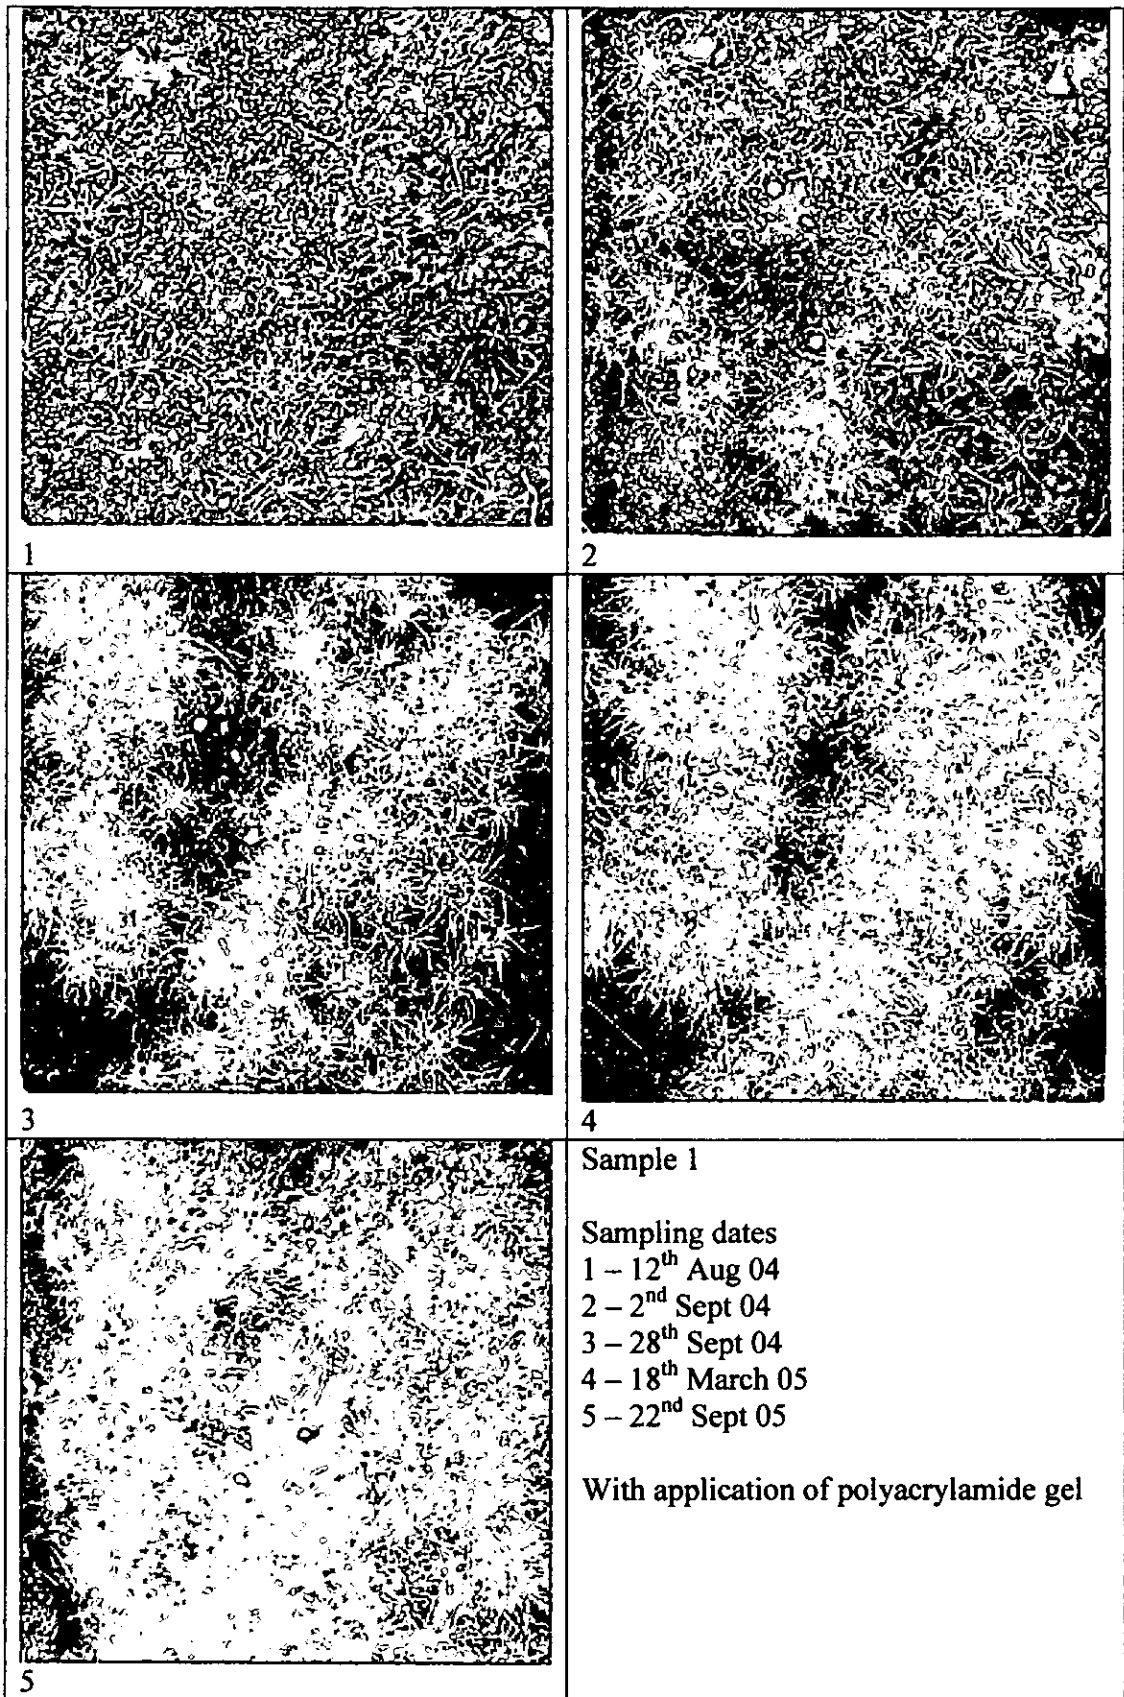 1
2
3
4
5
Sample 1
Sampling dates
1 – 12th Aug 04
2 – 2nd Sept 04
3 – 28th Sept 04
4 – 18th March 05
5 – 22nd Sept 05
With application of polyacrylamide gel